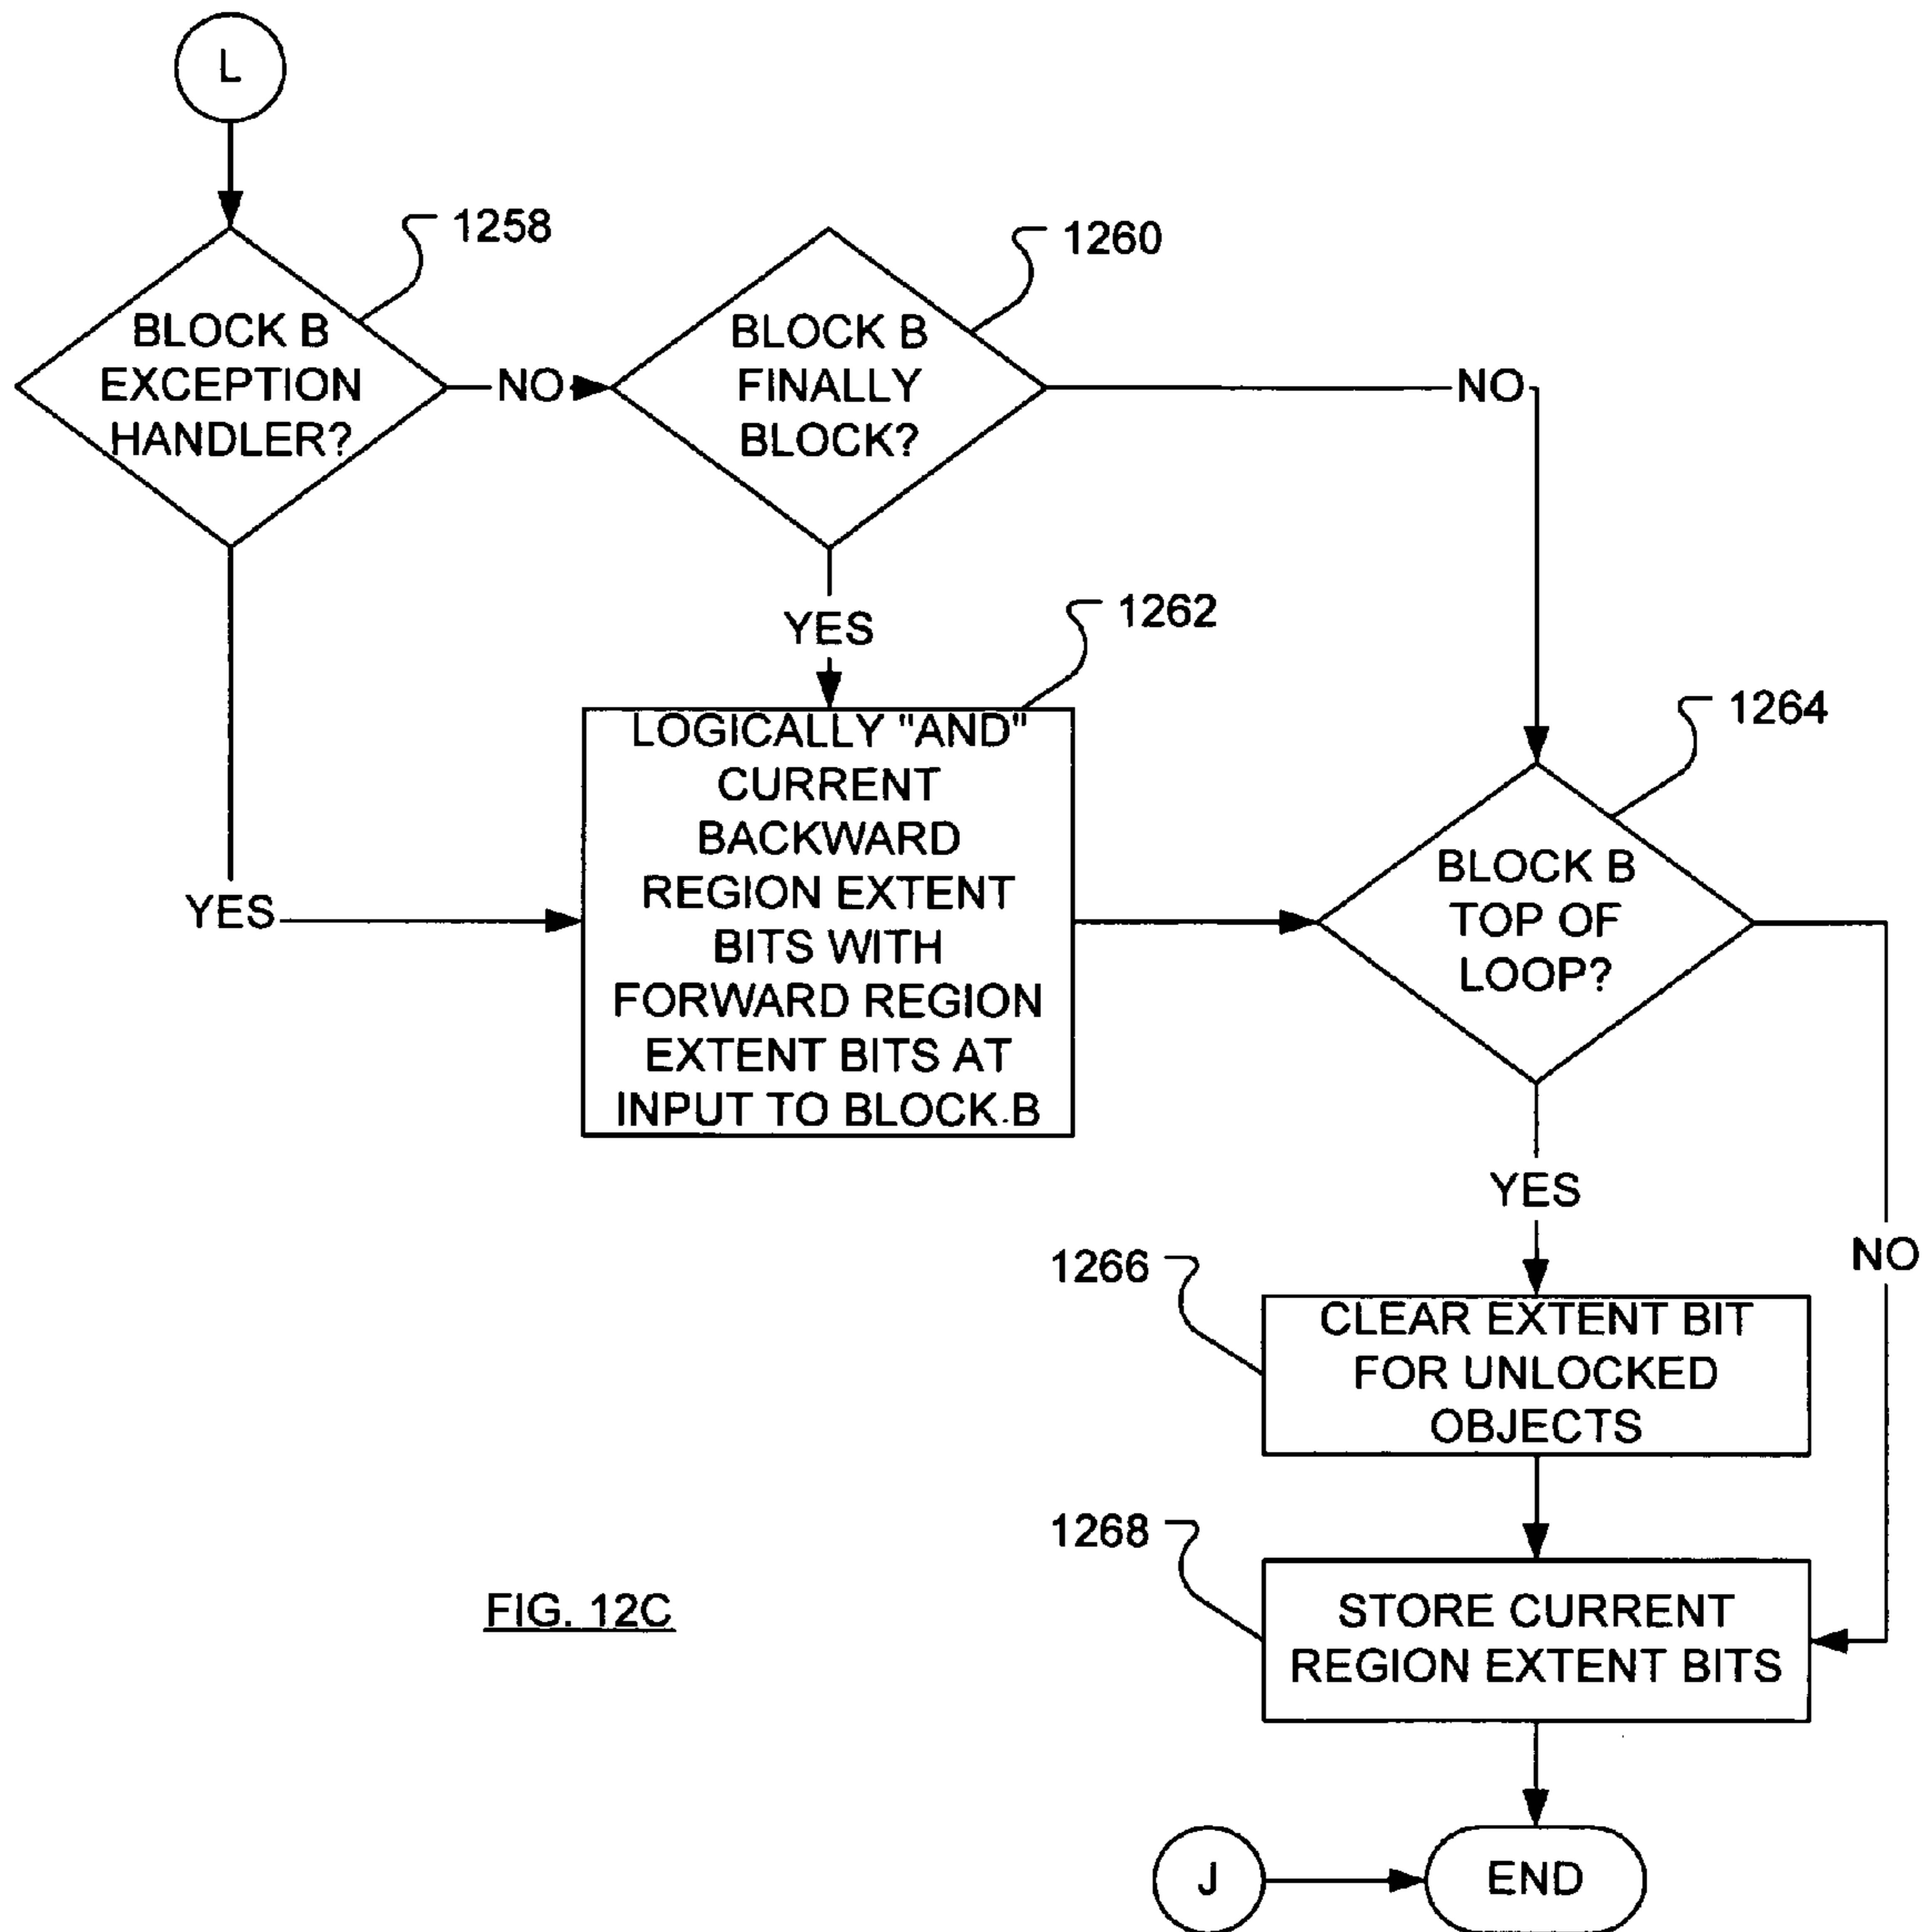 L
1258
BLOCK B
EXCEPTION
HANDLER?
NO
1260
BLOCK B
FINALLY
BLOCK?
NO
YES
YES
1262
LOGICALLY "AND"
CURRENT
BACKWARD
REGION EXTENT
BITS WITH
FORWARD REGION
EXTENT BITS AT
INPUT TO BLOCK B
1264
BLOCK B
TOP OF
LOOP?
YES
NO
1266
CLEAR EXTENT BIT
FOR UNLOCKED
OBJECTS
1268
STORE CURRENT
REGION EXTENT BITS
FIG. 12C
J
END